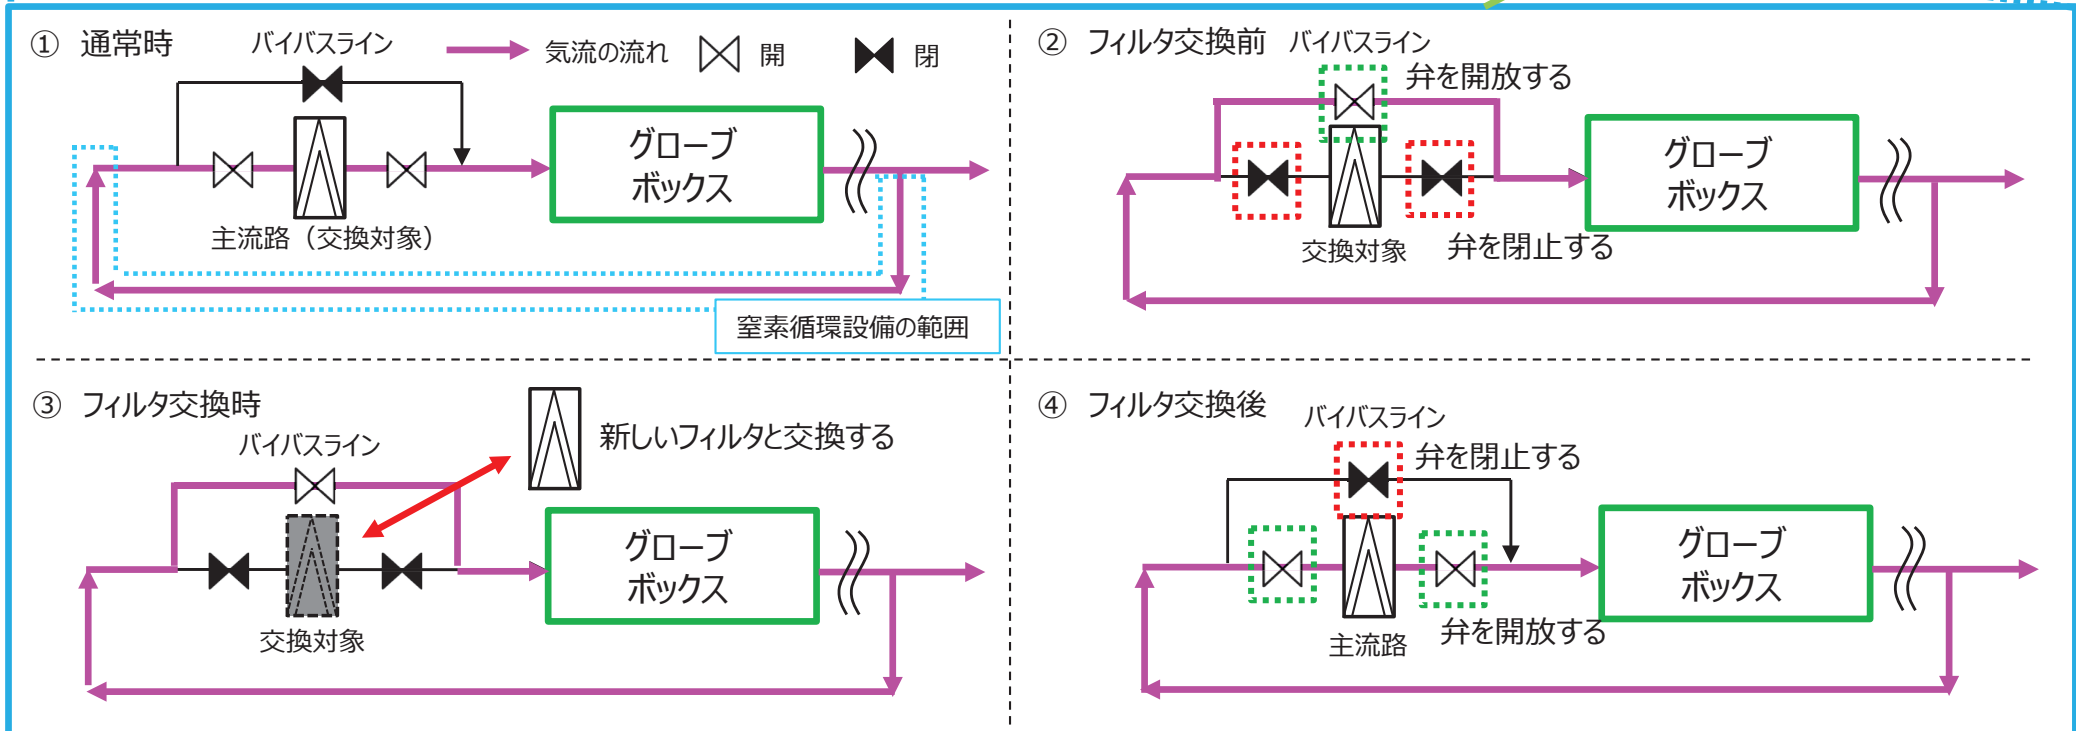 ① 通常時
バイパスライン
気流の流れ
開
閉
グローブ
ボックス
主流路（交換対象）
窒素循環設備の範囲
② フィルタ交換前
バイパスライン
弁を開放する
グローブ
ボックス
交換対象
弁を閉止する
③ フィルタ交換時
新しいフィルタと交換する
バイパスライン
グローブ
ボックス
交換対象
④ フィルタ交換後
バイパスライン
弁を閉止する
グローブ
ボックス
主流路
弁を開放する